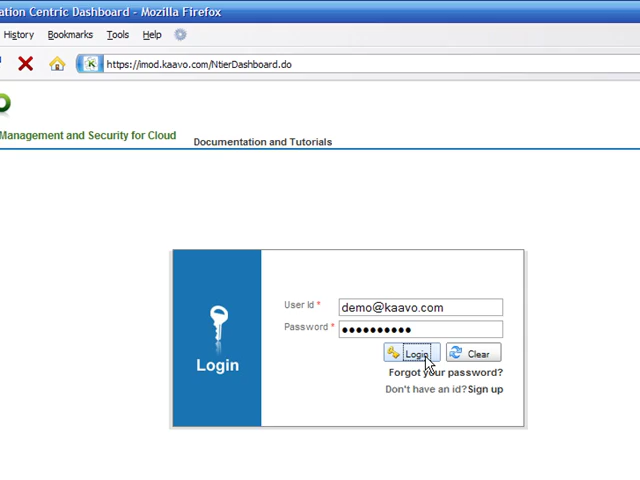 ation Centric Dashboard - Mozilla Firefox
History Bookmarks Tools Help
https://imod.kaavo.com/NtierDashboard.do
Management and Security for Cloud
Documentation and Tutorials
User Id *
demo@kaavo.com
Password *
●●●●●●●●●●
Login
Login Clear
Forgot your password?
Don't have an id? Sign up